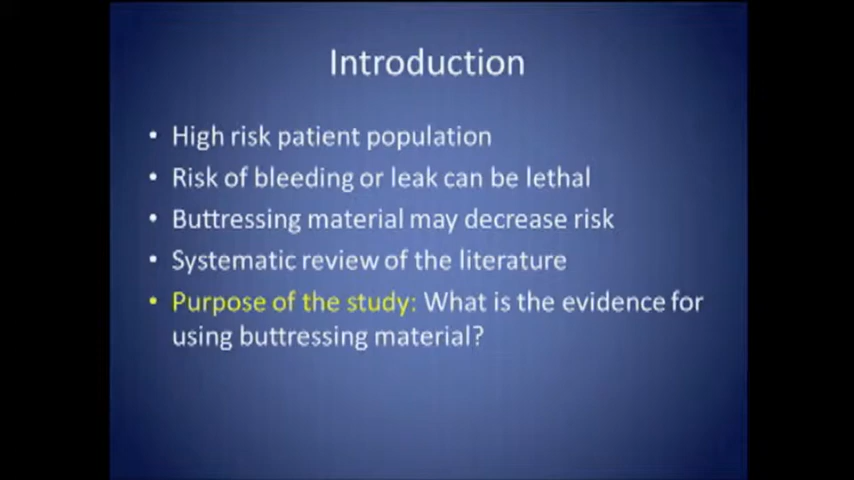 Introduction
• High risk patient population
• Risk of bleeding or leak can be lethal
• Buttressing material may decrease risk
• Systematic review of the literature
• Purpose of the study: What is the evidence for
using buttressing material?